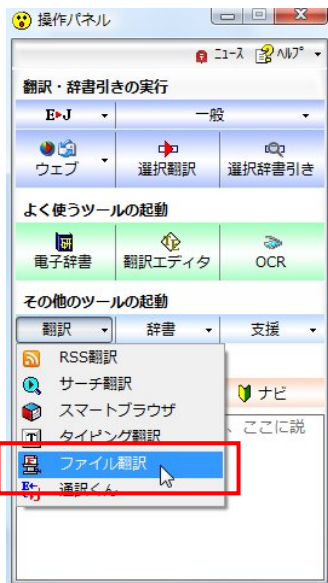 操作パネル
ﾆｭｰｽ ﾍﾙﾌﾟ
翻訳・辞書引きの実行
E▶J 一般
ウェブ 選択翻訳 選択辞書引き
よく使うツールの起動
電子辞書 翻訳エディタ OCR
その他のツールの起動
翻訳 辞書 支援
RSS翻訳
サーチ翻訳
ナビ
スマートブラウザ
、ここに説
タイピング翻訳
ファイル翻訳
通訳くん